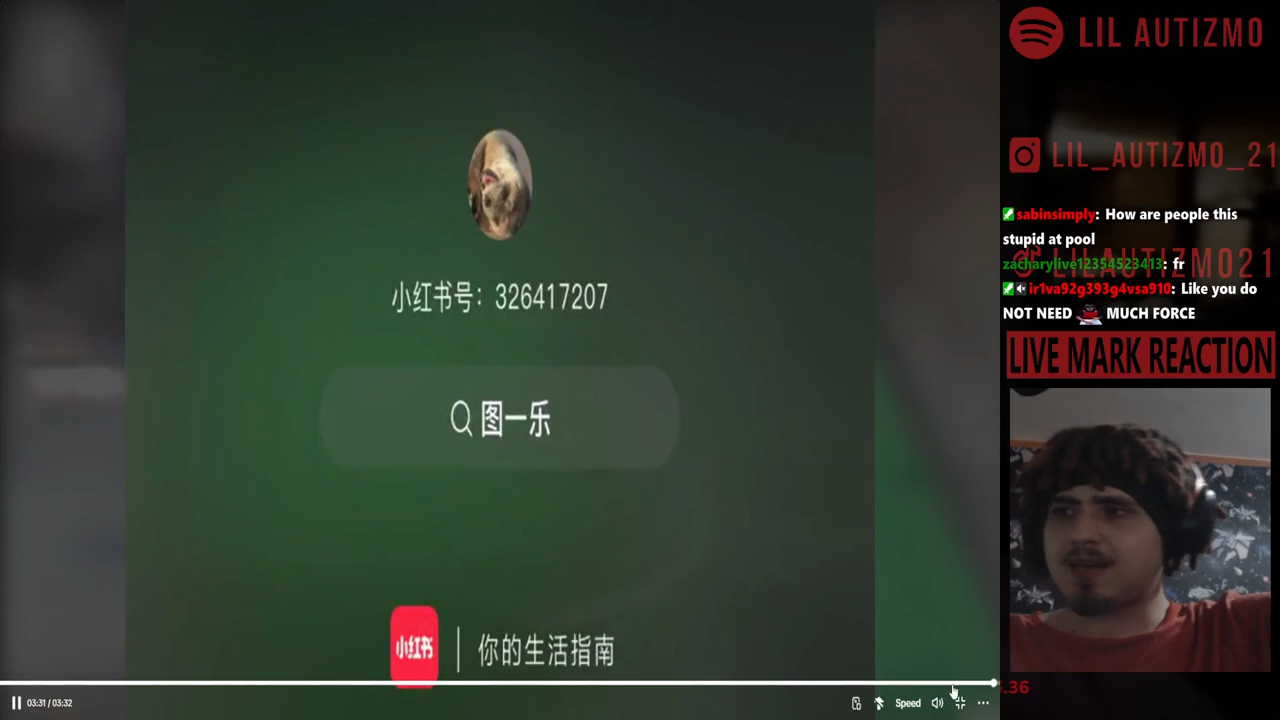 小红书号：326417207
图一乐
小红书
你的生活指南
03:31 / 03:32
Speed
LIL AUTIZMO
LIL_AUTIZMO_21
sabinsimply: How are people this
stupid at pool
zacharylive12354523413: fr
ir1va92g393g4vsa910: Like you do
NOT NEED MUCH FORCE
LIVE MARK REACTION
.36